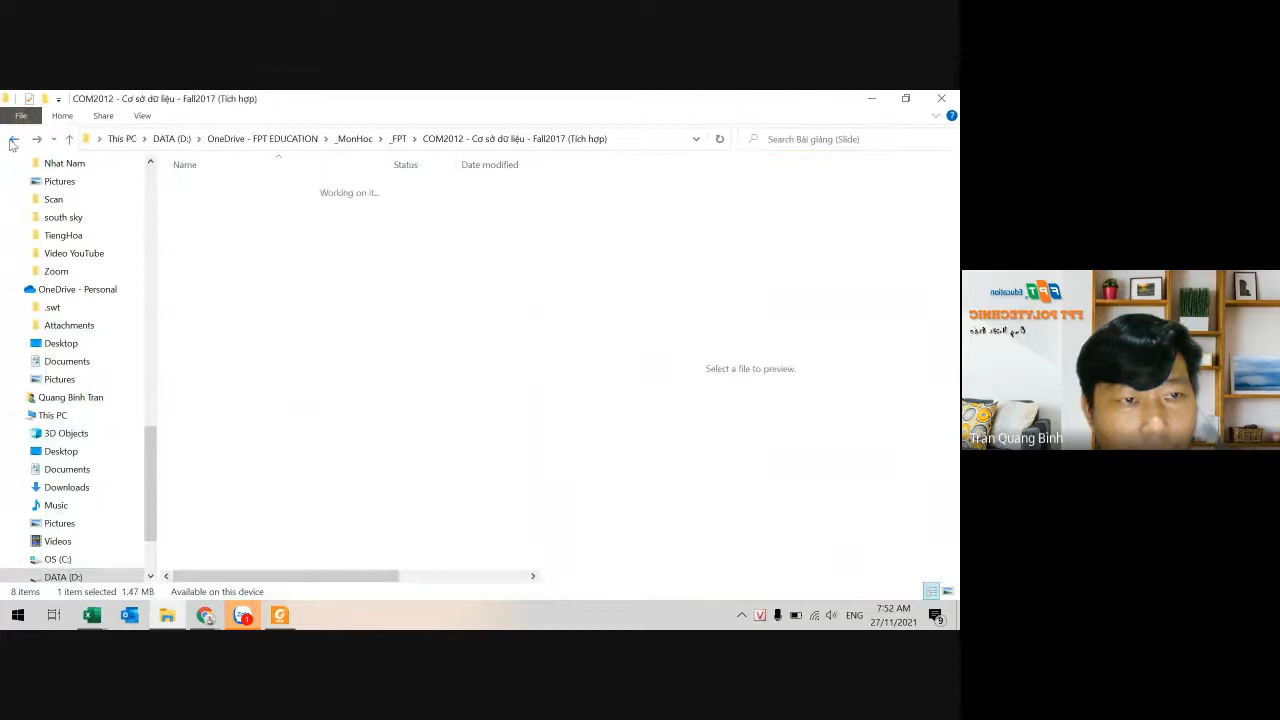 COM2012 - Cơ sở dữ liệu - Fall2017 (Tích hợp)
File Home Share View
This PC DATA (D:) OneDrive - FPT EDUCATION _MonHoc _FPT COM2012 - Cơ sở dữ liệu - Fall2017 (Tích hợp) Search Bài giảng (Slide)
Name Status Date modified
Working on it...
Select a file to preview.
Nhat Nam
Pictures
Scan
south sky
TiengHoa
Video YouTube
Zoom
OneDrive - Personal
.swt
Attachments
Desktop
Documents
Pictures
Quang Bình Tran
This PC
3D Objects
Desktop
Documents
Downloads
Music
Pictures
Videos
OS (C:)
DATA (D:)
8 items 1 item selected 1.47 MB Available on this device
ENG
7:52 AM
27/11/2021
FPT Education
FPT POLYTECHNIC
Trần Quang Bình